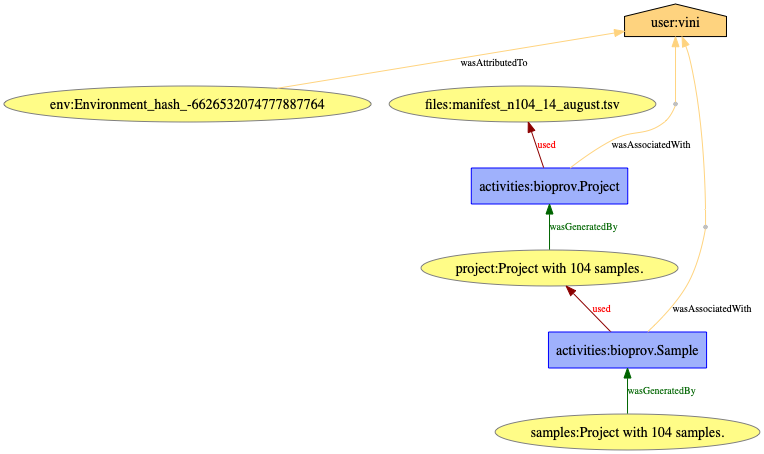 user:vini
wasAttributedTo
env:Environment_hash_-6626532074777887764
files:manifest_n104_14_august.tsv
used
wasAssociatedWith
activities:bioprov.Project
wasGeneratedBy
project:Project with 104 samples.
used
wasAssociatedWith
activities:bioprov.Sample
wasGeneratedBy
samples:Project with 104 samples.